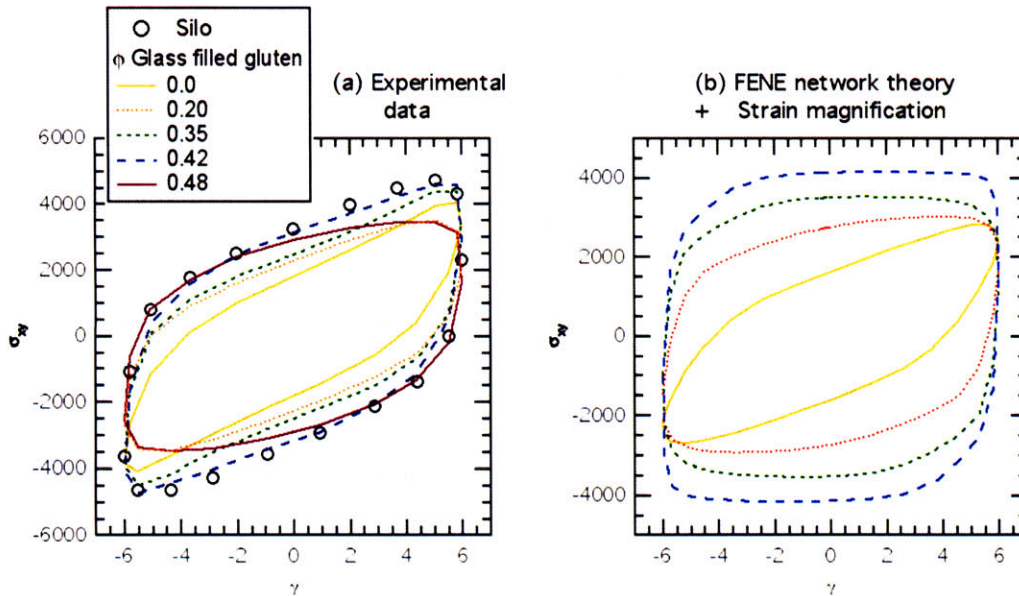 Silo
φ Glass filled gluten
0.0
0.20
0.35
0.42
0.48
(a) Experimental
data
(b) FENE network theory
+ Strain magnification
6000
4000
2000
0
-2000
-4000
-6000
σxy
-6 -4 -2 0 2 4 6
γ
4000
2000
0
-2000
-4000
σxy
-6 -4 -2 0 2 4 6
γ